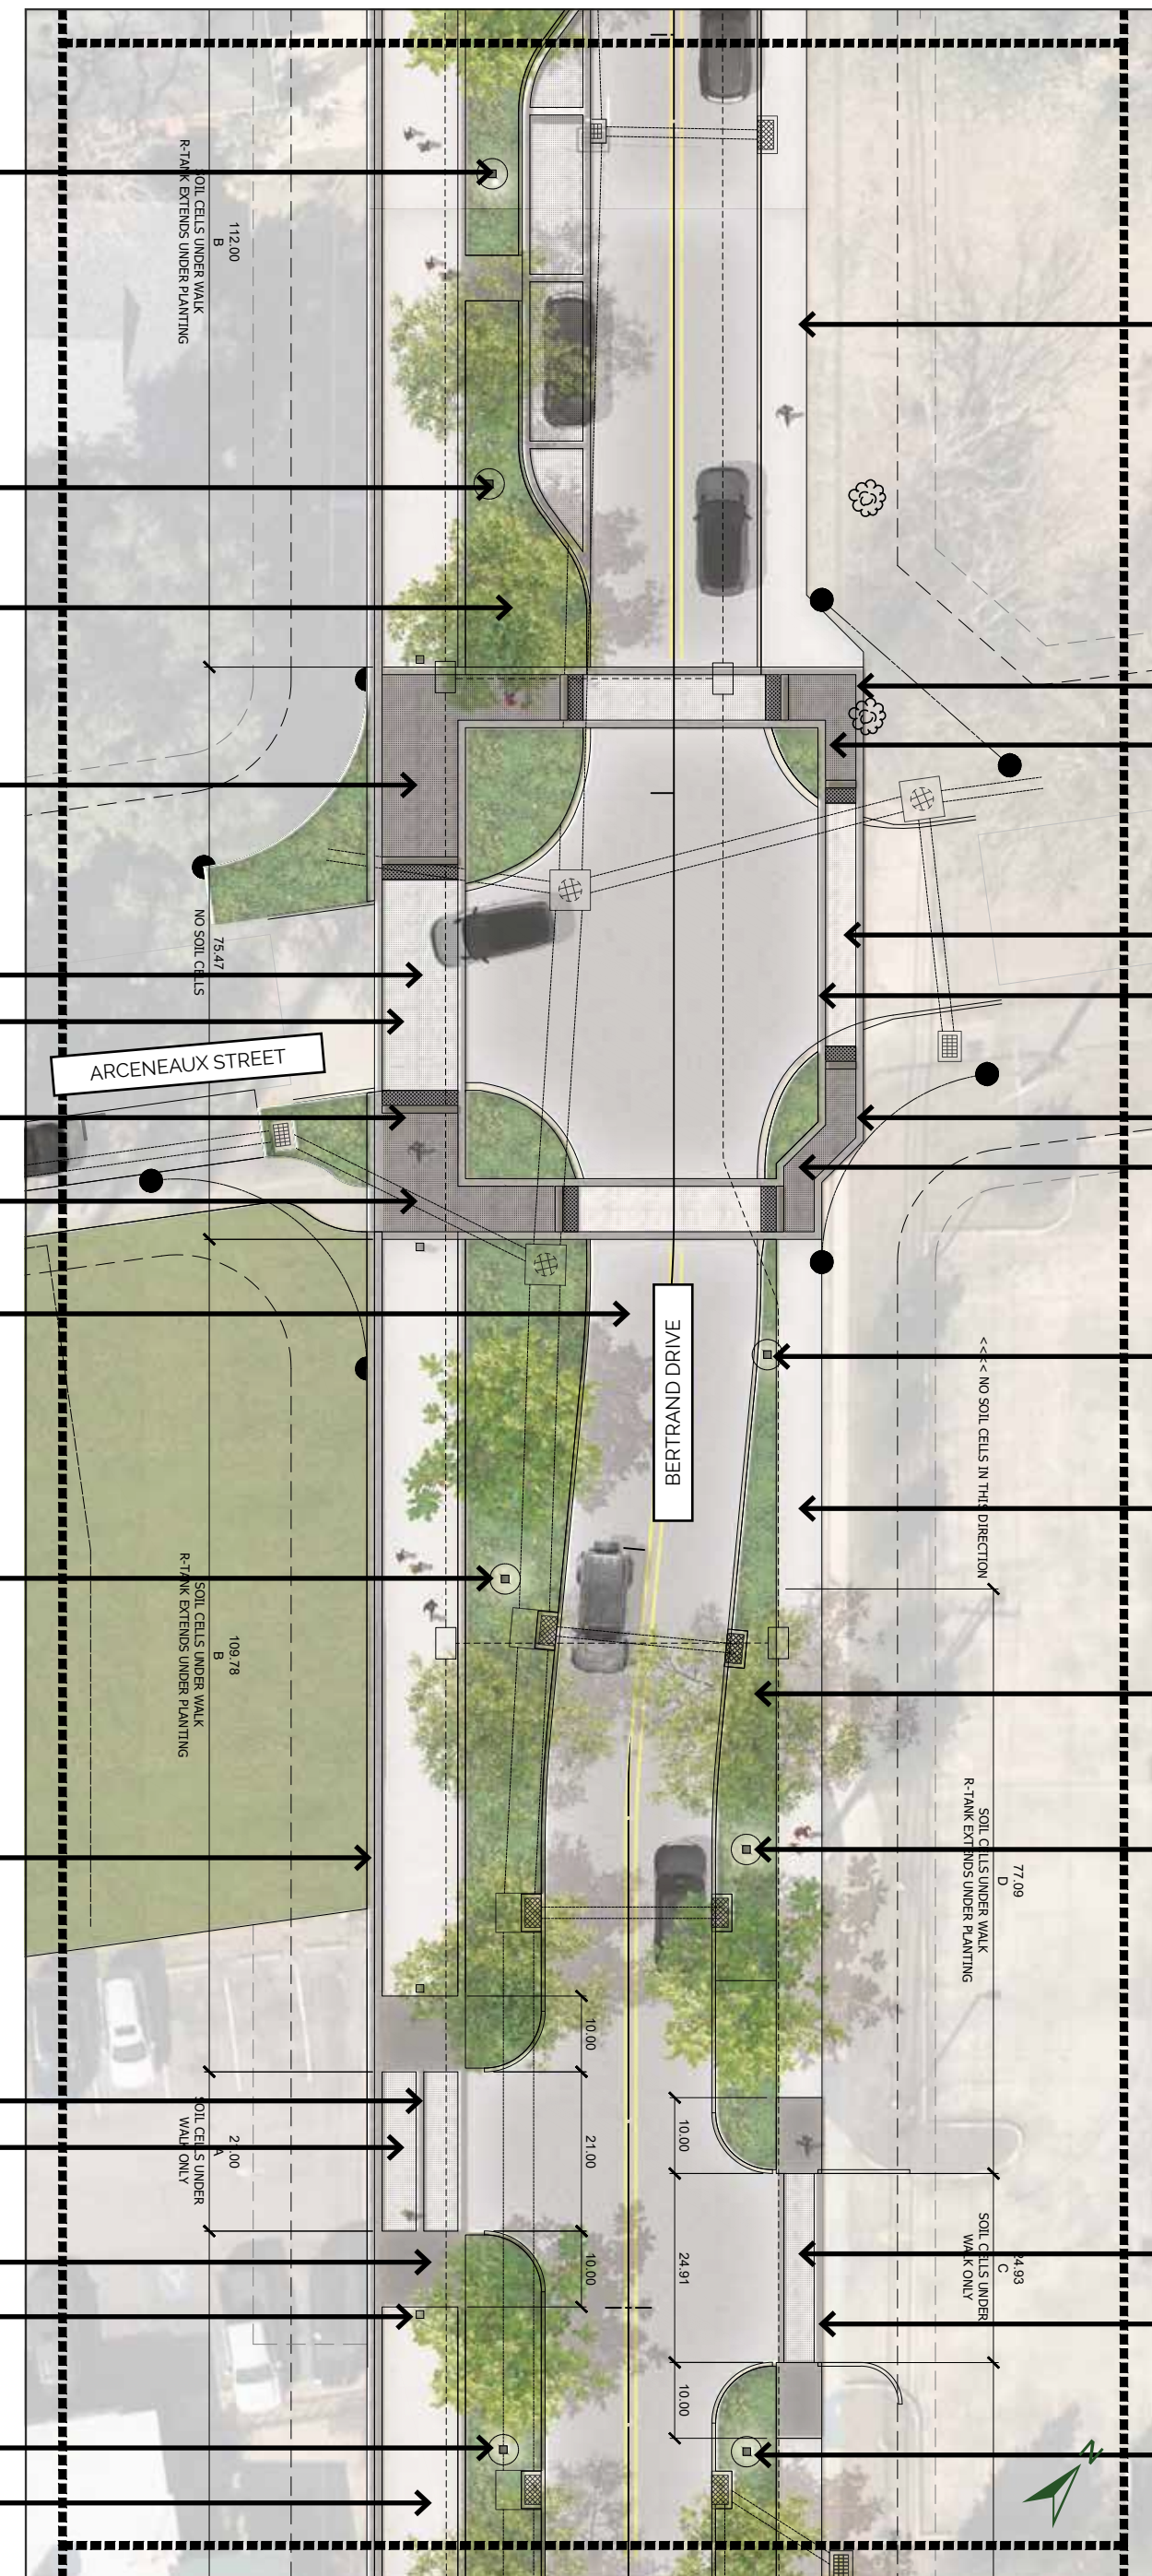 112.00
B
SOIL CELLS UNDER WALK
R-TANK EXTENDS UNDER PLANTING
75.47
NO SOIL CELLS
ARCENEAUX STREET
BERTRAND DRIVE
<<<< NO SOIL CELLS IN THIS DIRECTION
109.78
B
SOIL CELLS UNDER WALK
R-TANK EXTENDS UNDER PLANTING
77.09
D
SOIL CELLS UNDER WALK
R-TANK EXTENDS UNDER PLANTING
10.00
21.00
10.00
21.00
A
SOIL CELLS UNDER
WALK ONLY
10.00
24.91
10.00
24.93
C
SOIL CELLS UNDER
WALK ONLY
N